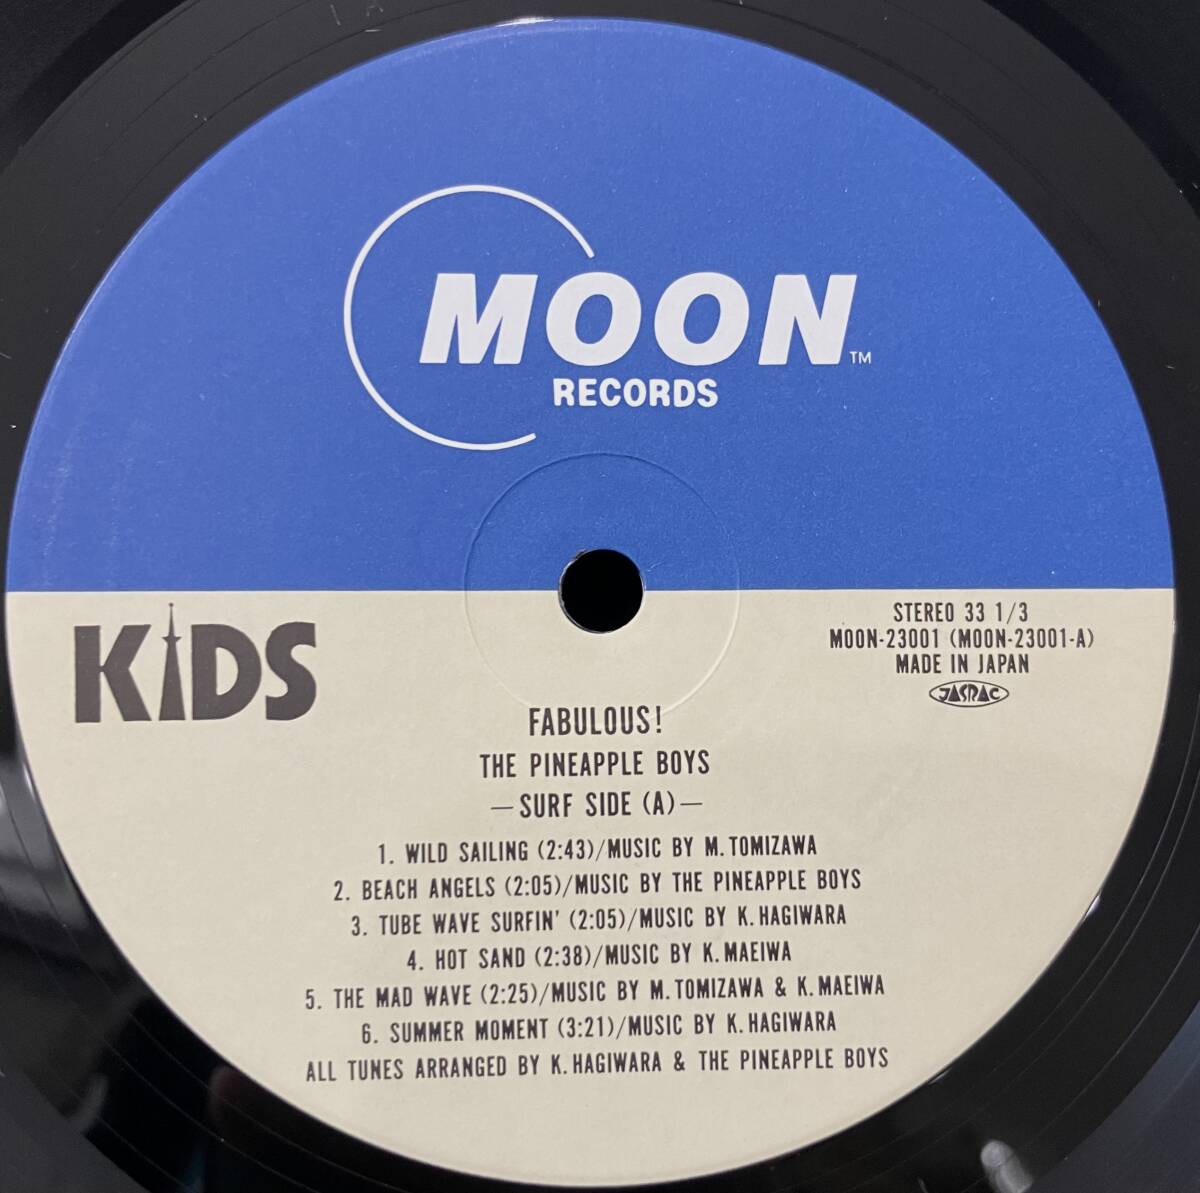 MOON TM
RECORDS
KIDS
STEREO 33 1/3
MOON-23001 (MOON-23001-A)
MADE IN JAPAN
JASRAC
FABULOUS!
THE PINEAPPLE BOYS
—SURF SIDE (A)—
1. WILD SAILING (2:43)/MUSIC BY M. TOMIZAWA
2. BEACH ANGELS (2:05)/MUSIC BY THE PINEAPPLE BOYS
3. TUBE WAVE SURFIN' (2:05)/MUSIC BY K. HAGIWARA
4. HOT SAND (2:38)/MUSIC BY K. MAEIWA
5. THE MAD WAVE (2:25)/MUSIC BY M. TOMIZAWA & K. MAEIWA
6. SUMMER MOMENT (3:21)/MUSIC BY K. HAGIWARA
ALL TUNES ARRANGED BY K. HAGIWARA & THE PINEAPPLE BOYS